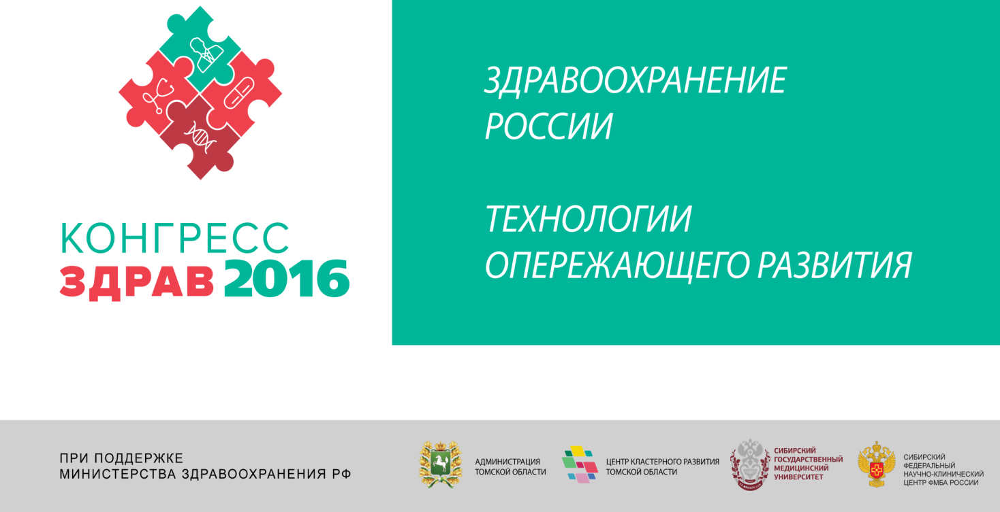 КОНГРЕСС
ЗДРАВ 2016
ЗДРАВООХРАНЕНИЕ
РОССИИ
ТЕХНОЛОГИИ
ОПЕРЕЖАЮЩЕГО РАЗВИТИЯ
ПРИ ПОДДЕРЖКЕ
МИНИСТЕРСТВА ЗДРАВООХРАНЕНИЯ РФ
АДМИНИСТРАЦИЯ
ТОМСКОЙ ОБЛАСТИ
ЦЕНТР КЛАСТЕРНОГО РАЗВИТИЯ
ТОМСКОЙ ОБЛАСТИ
СИБИРСКИЙ
ГОСУДАРСТВЕННЫЙ
МЕДИЦИНСКИЙ
УНИВЕРСИТЕТ
СИБИРСКИЙ
ФЕДЕРАЛЬНЫЙ
НАУЧНО-КЛИНИЧЕСКИЙ
ЦЕНТР ФМБА РОССИИ